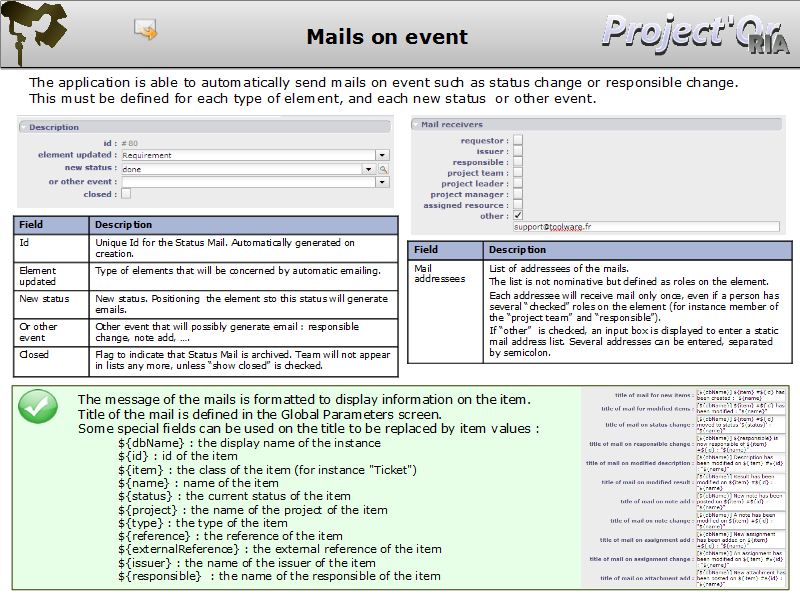 Mails on event
Project'Or
RIA
The application is able to automatically send mails on event such as status change or responsible change.
This must be defined for each type of element, and each new status or other event.
Description
id : #80
element updated : Requirement
new status : done
or other event :
closed :
Mail receivers
requestor :
issuer :
responsible :
project team :
project leader :
project manager :
assigned resource :
other :
support@toolware.fr
Field Description
Id Unique Id for the Status Mail. Automatically generated on
creation.
Element Type of elements that will be concerned by automatic emailing.
updated
New status New status. Positioning the element sto this status will generate
emails.
Or other Other event that will possibly generate email : responsible
event change, note add, ….
Closed Flag to indicate that Status Mail is archived. Team will not appear
in lists any more, unless “show closed” is checked.
Field Description
Mail List of addressees of the mails.
addressees The list is not nominative but defined as roles on the element.
Each addressee will receive mail only once, even if a person has
several “checked” roles on the element (for instance member of
the “project team” and “responsible”).
If “other” is checked, an input box is displayed to enter a static
mail address list. Several addresses can be entered, separated
by semicolon.
The message of the mails is formatted to display information on the item.
Title of the mail is defined in the Global Parameters screen.
Some special fields can be used on the title to be replaced by item values :
${dbName} : the display name of the instance
${id} : id of the item
${item} : the class of the item (for instance "Ticket")
${name} : name of the item
${status} : the current status of the item
${project} : the name of the project of the item
${type} : the type of the item
${reference} : the reference of the item
${externalReference} : the external reference of the item
${issuer} : the name of the issuer of the item
${responsible} : the name of the responsible of the item
title of mail for new items : [${dbName}] ${item} #${id} has
been created : "${name}"
title of mail for modified items : [${dbName}] ${item} #${id} has
been modified : "${name}"
title of mail on status change : [${dbName}] ${item} #${id}
moved to status "${status}" :
"${name}"
title of mail on responsible change : [${dbName}] ${responsible} is
now responsible of ${item}
#${id} : "${name}"
title of mail on modified description : [${dbName}] Description has
been modified on ${item} #${id}
: "${name}"
title of mail on modified result : [${dbName}] Result has been
modified on ${item} #${id} :
"${name}"
title of mail on note add : [${dbName}] New note has been
posted on ${item} #${id} :
"${name}"
title of mail on note change : [${dbName}] A note has been
modified on ${item} #${id} :
"${name}"
title of mail on assignment add : [${dbName}] New assignment
has been added on ${item}
#${id} : "${name}"
title of mail on assignment change : [${dbName}] An assignment has
been modified on ${item} #${id}
: "${name}"
title of mail on attachment add : [${dbName}] New attachment has
been posted on ${item} #${id} :
"${name}"